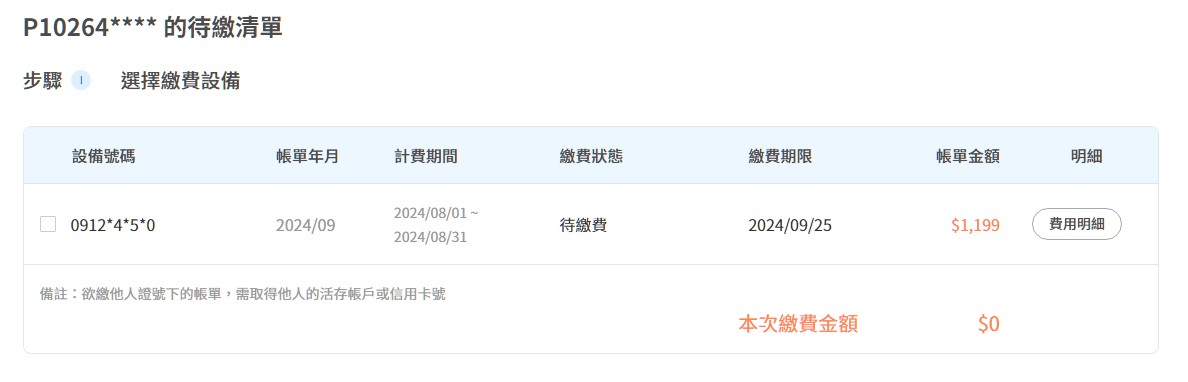 P10264**** 的待繳清單
步驟 1 選擇繳費設備
設備號碼 帳單年月 計費期間 繳費狀態 繳費期限 帳單金額 明細
0912*4*5*0 2024/09 2024/08/01 ~ 2024/08/31 待繳費 2024/09/25 $1,199 費用明細
備註：欲繳他人證號下的帳單，需取得他人的活存帳戶或信用卡號
本次繳費金額 $0